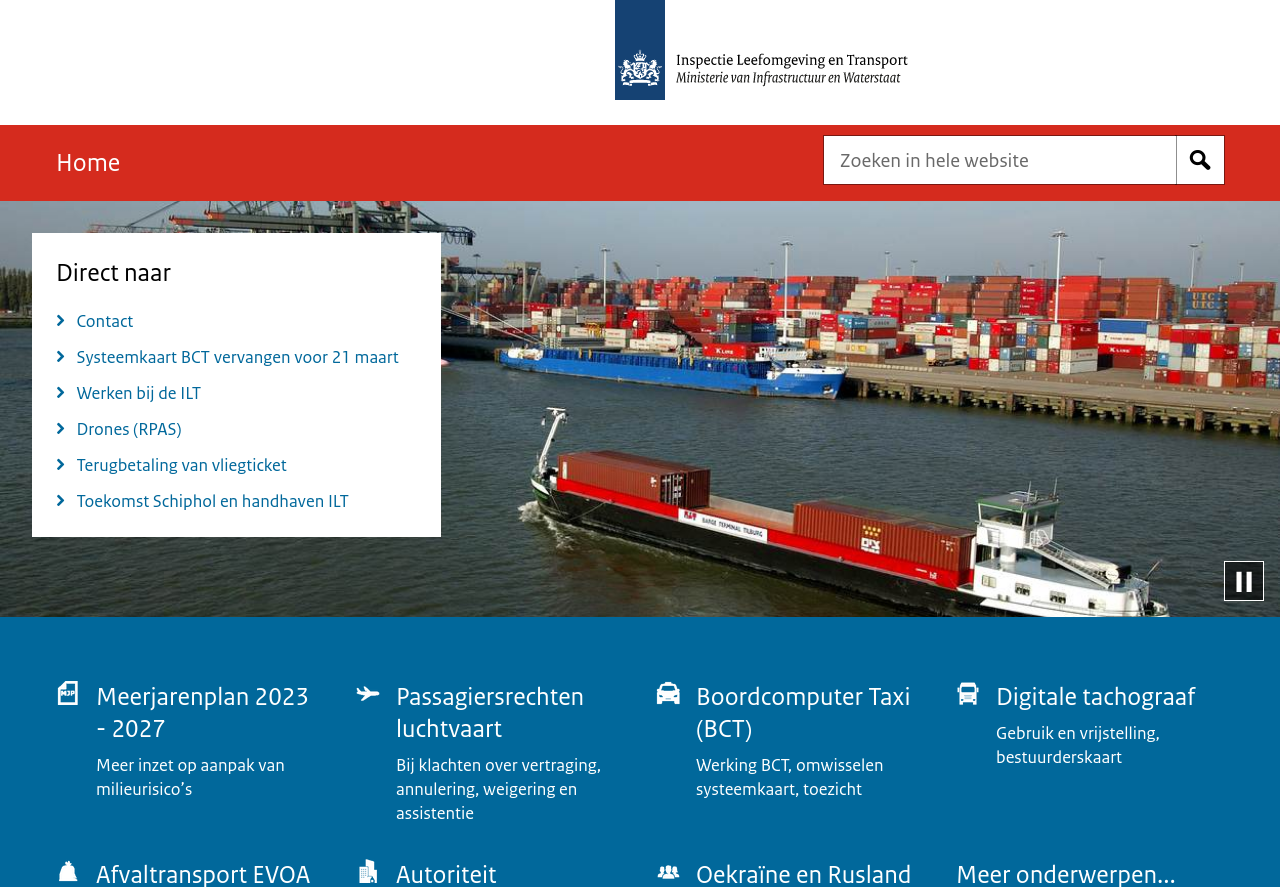 Inspectie Leefomgeving en Transport
Ministerie van Infrastructuur en Waterstaat
Home
Zoeken in hele website
Direct naar
Contact
Systeemkaart BCT vervangen voor 21 maart
Werken bij de ILT
Drones (RPAS)
Terugbetaling van vliegticket
Toekomst Schiphol en handhaven ILT
BARGE TERMINAL TILBURG
MJP
Meerjarenplan 2023
- 2027
Meer inzet op aanpak van
milieurisico’s
Passagiersrechten
luchtvaart
Bij klachten over vertraging,
annulering, weigering en
assistentie
Boordcomputer Taxi
(BCT)
Werking BCT, omwisselen
systeemkaart, toezicht
Digitale tachograaf
Gebruik en vrijstelling,
bestuurderskaart
Afvaltransport EVOA
Autoriteit
Oekraïne en Rusland
Meer onderwerpen...